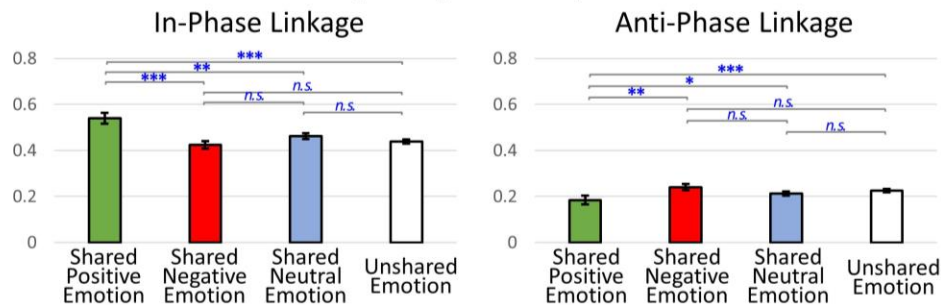 In-Phase Linkage
0.8
0.6
0.4
0.2
0
***
**
***
n.s.
n.s.
n.s.
Shared Positive Emotion
Shared Negative Emotion
Shared Neutral Emotion
Unshared Emotion
Anti-Phase Linkage
0.8
0.6
0.4
0.2
0
***
*
**
n.s.
n.s.
n.s.
Shared Positive Emotion
Shared Negative Emotion
Shared Neutral Emotion
Unshared Emotion